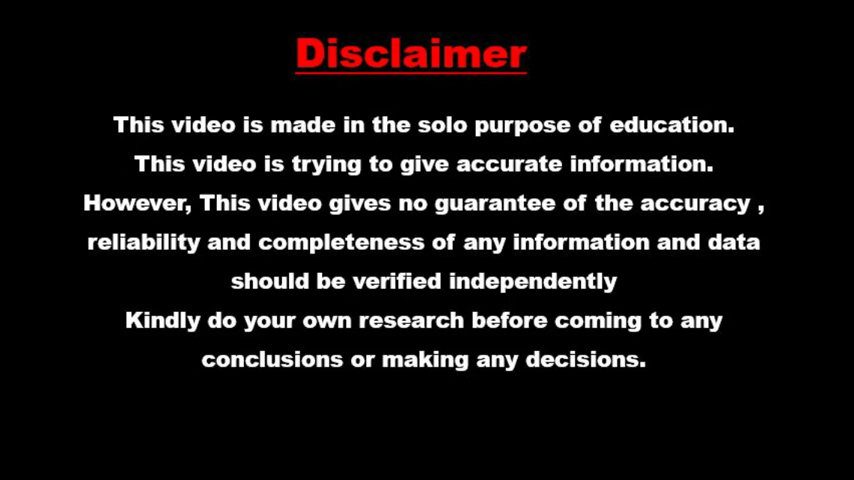 Disclaimer
This video is made in the solo purpose of education.
This video is trying to give accurate information.
However, This video gives no guarantee of the accuracy ,
reliability and completeness of any information and data
should be verified independently
Kindly do your own research before coming to any
conclusions or making any decisions.